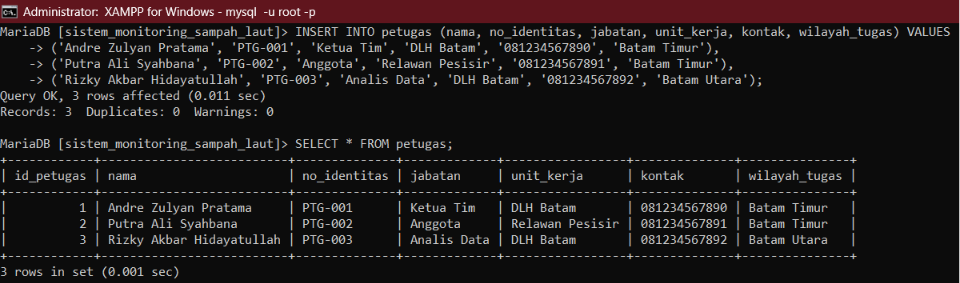 Administrator: XAMPP for Windows - mysql -u root -p
MariaDB [sistem_monitoring_sampah_laut]> INSERT INTO petugas (nama, no_identitas, jabatan, unit_kerja, kontak, wilayah_tugas) VALUES
    -> ('Andre Zulyan Pratama', 'PTG-001', 'Ketua Tim', 'DLH Batam', '081234567890', 'Batam Timur'),
    -> ('Putra Ali Syahbana', 'PTG-002', 'Anggota', 'Relawan Pesisir', '081234567891', 'Batam Timur'),
    -> ('Rizky Akbar Hidayatullah', 'PTG-003', 'Analis Data', 'DLH Batam', '081234567892', 'Batam Utara');
Query OK, 3 rows affected (0.011 sec)
Records: 3  Duplicates: 0  Warnings: 0

MariaDB [sistem_monitoring_sampah_laut]> SELECT * FROM petugas;
+------------+--------------------------+--------------+-------------+-----------------+--------------+---------------+
| id_petugas | nama                     | no_identitas | jabatan     | unit_kerja      | kontak       | wilayah_tugas |
+------------+--------------------------+--------------+-------------+-----------------+--------------+---------------+
|          1 | Andre Zulyan Pratama     | PTG-001      | Ketua Tim   | DLH Batam       | 081234567890 | Batam Timur   |
|          2 | Putra Ali Syahbana       | PTG-002      | Anggota     | Relawan Pesisir | 081234567891 | Batam Timur   |
|          3 | Rizky Akbar Hidayatullah | PTG-003      | Analis Data | DLH Batam       | 081234567892 | Batam Utara   |
+------------+--------------------------+--------------+-------------+-----------------+--------------+---------------+
3 rows in set (0.001 sec)